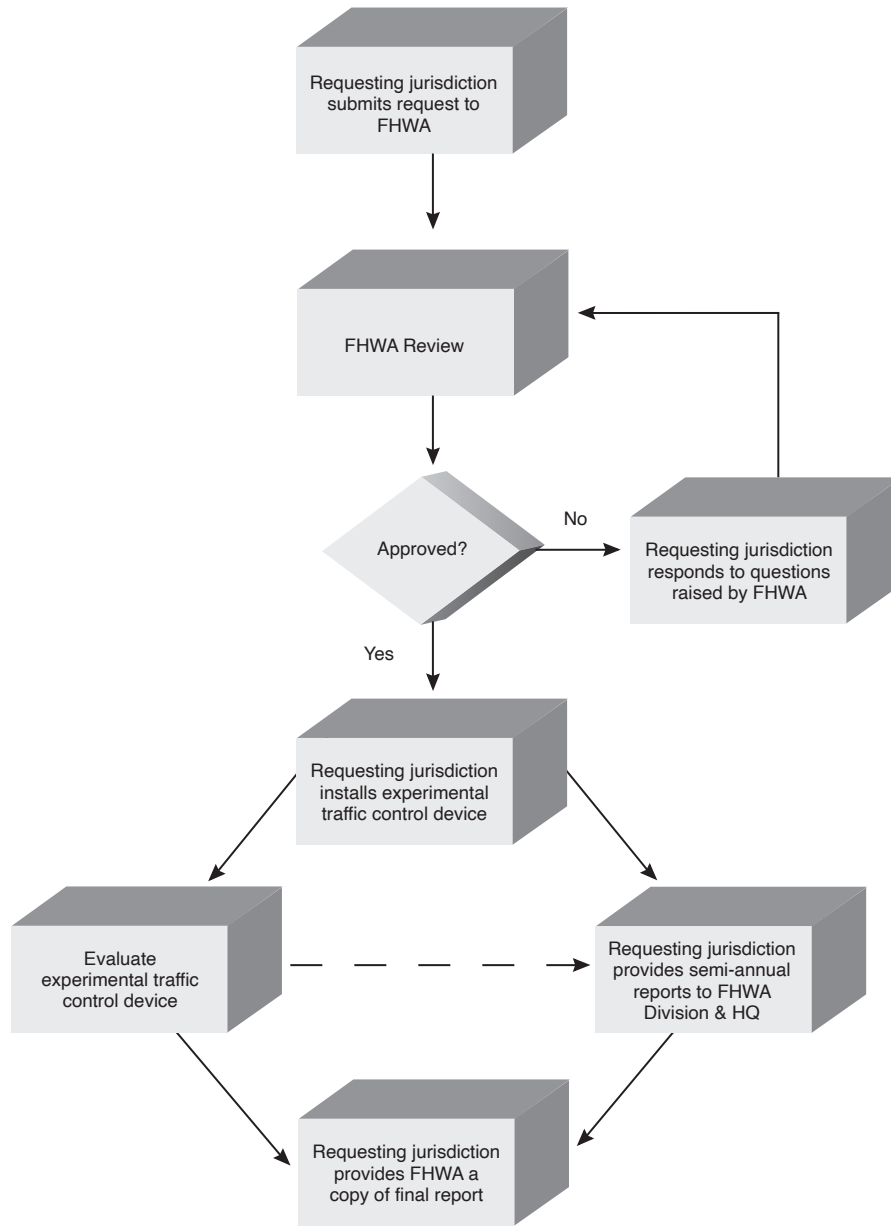 Requesting jurisdiction
submits request to
FHWA
FHWA Review
Approved?
No
Requesting jurisdiction
responds to questions
raised by FHWA
Yes
Requesting jurisdiction
installs experimental
traffic control device
Evaluate
experimental traffic
control device
Requesting jurisdiction
provides semi-annual
reports to FHWA
Division & HQ
Requesting jurisdiction
provides FHWA a
copy of final report